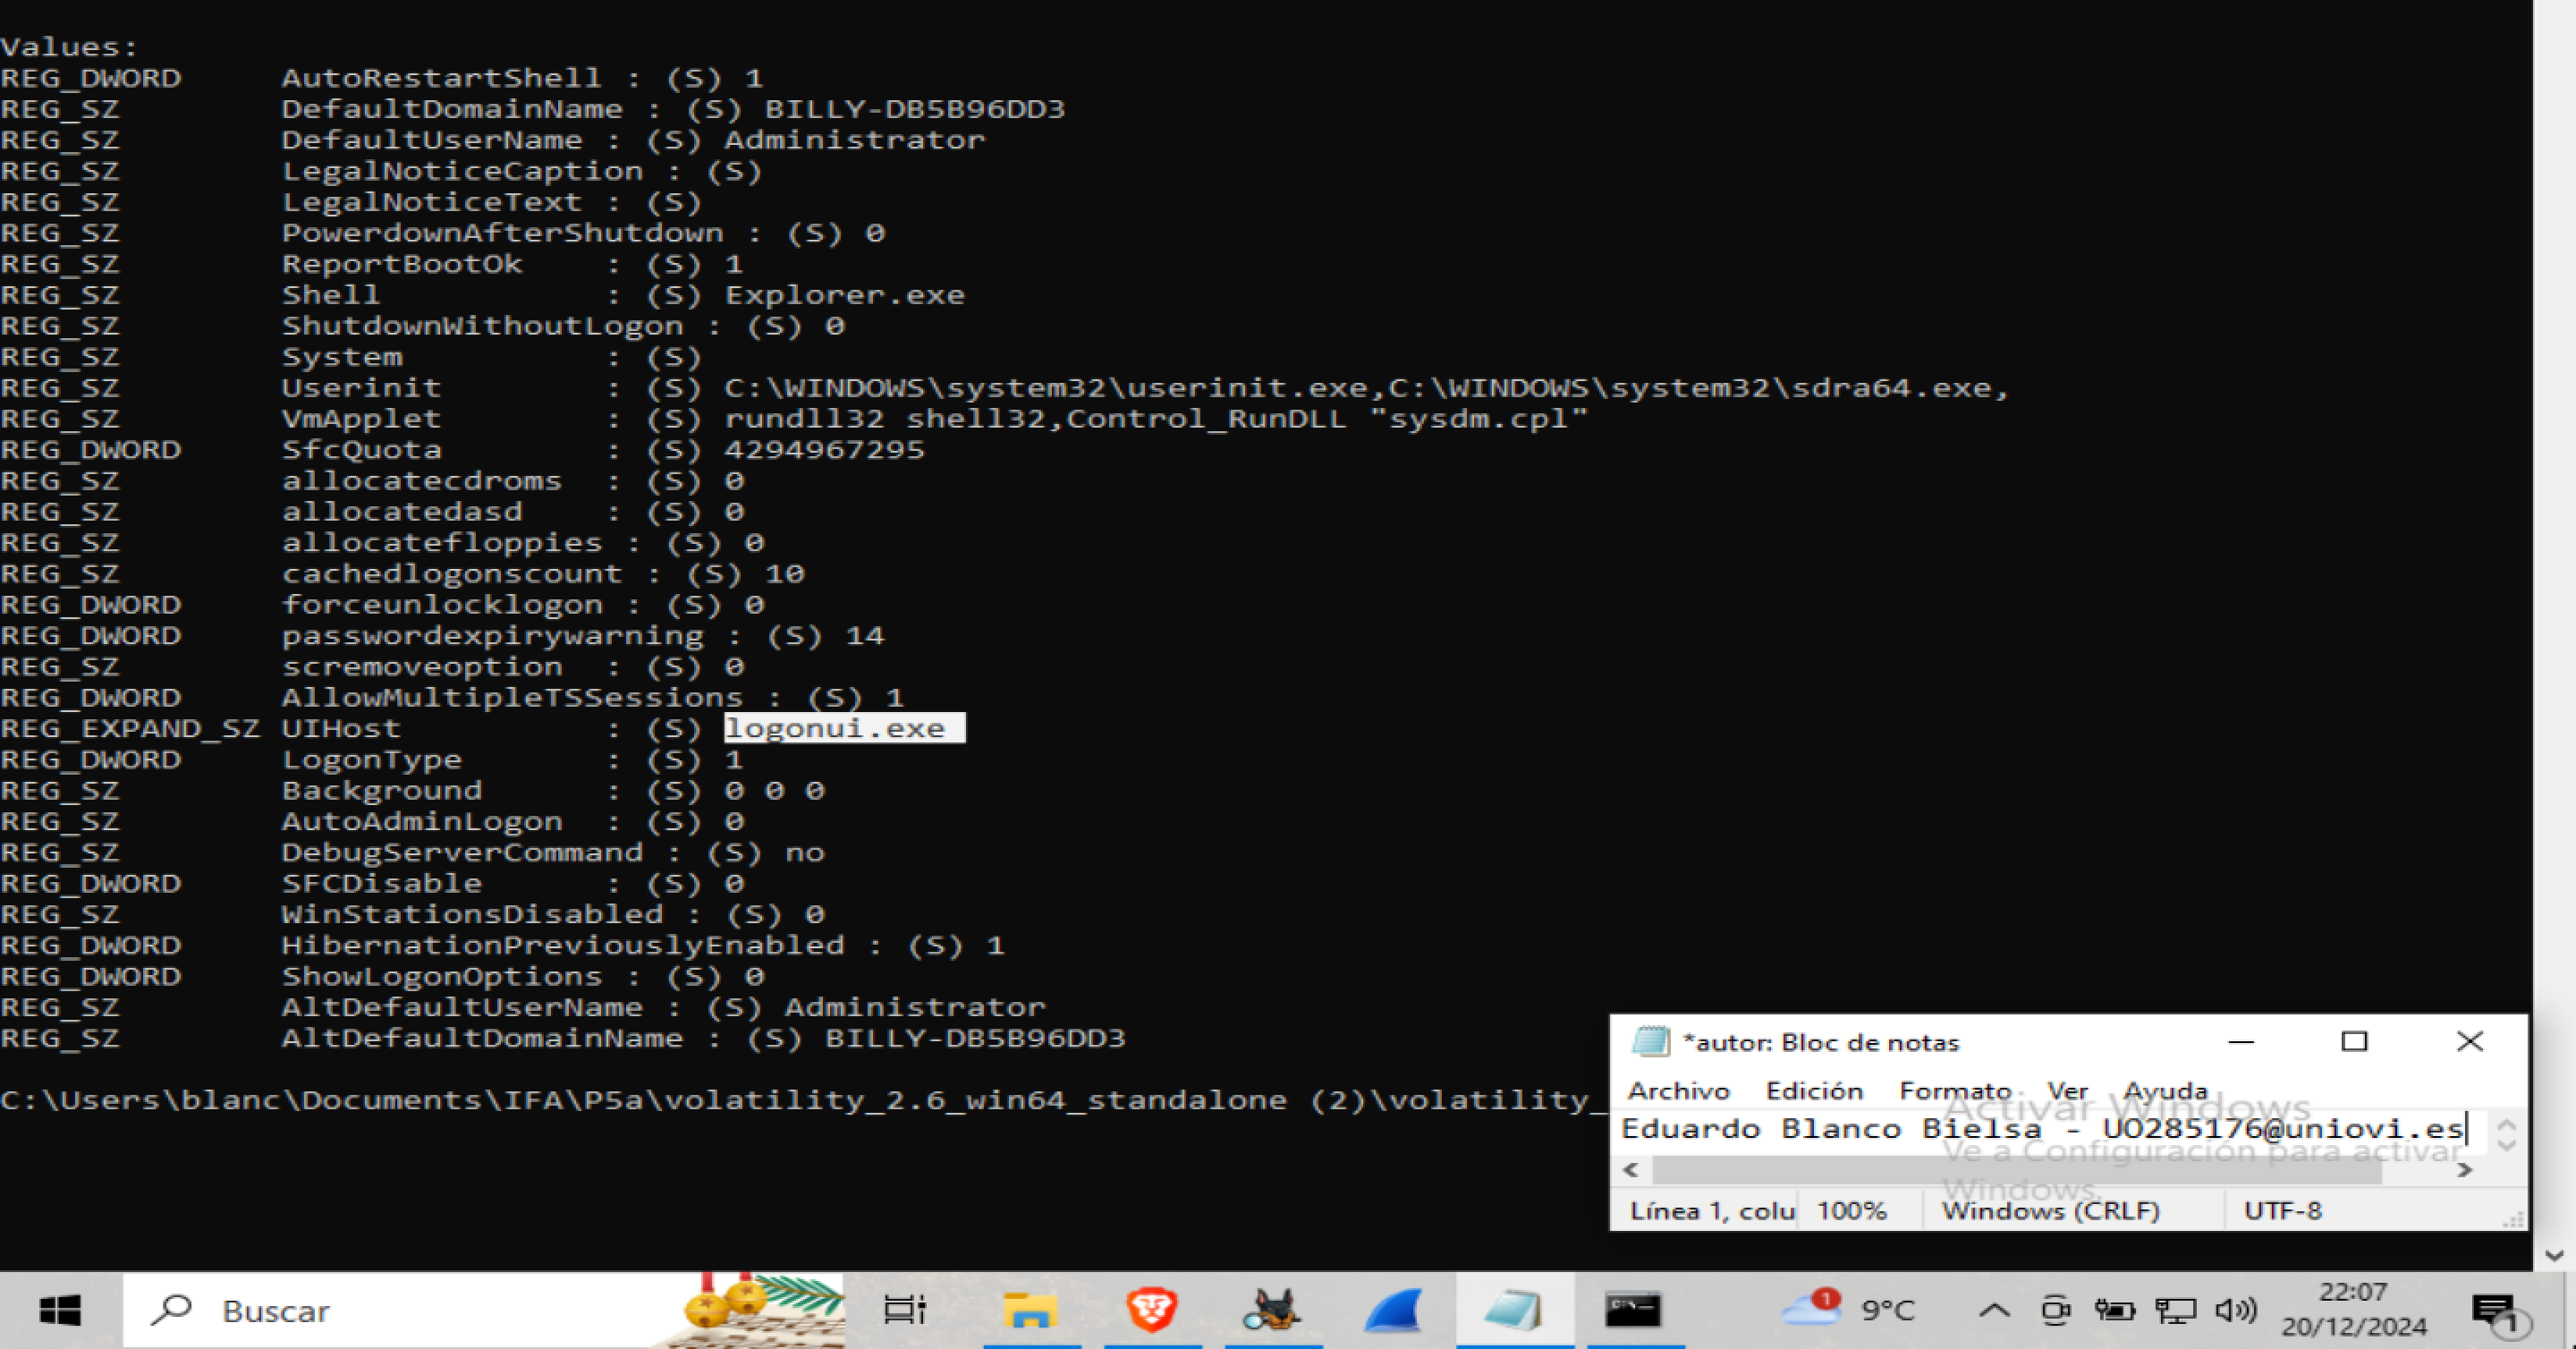 Values:
REG_DWORD     AutoRestartShell : (S) 1
REG_SZ        DefaultDomainName : (S) BILLY-DB5B96DD3
REG_SZ        DefaultUserName : (S) Administrator
REG_SZ        LegalNoticeCaption : (S)
REG_SZ        LegalNoticeText : (S)
REG_SZ        PowerdownAfterShutdown : (S) 0
REG_SZ        ReportBootOk    : (S) 1
REG_SZ        Shell           : (S) Explorer.exe
REG_SZ        ShutdownWithoutLogon : (S) 0
REG_SZ        System          : (S)
REG_SZ        Userinit        : (S) C:\WINDOWS\system32\userinit.exe,C:\WINDOWS\system32\sdra64.exe,
REG_SZ        VmApplet        : (S) rundll32 shell32,Control_RunDLL "sysdm.cpl"
REG_DWORD     SfcQuota        : (S) 4294967295
REG_SZ        allocatecdroms  : (S) 0
REG_SZ        allocatedasd    : (S) 0
REG_SZ        allocatefloppies : (S) 0
REG_SZ        cachedlogonscount : (S) 10
REG_DWORD     forceunlocklogon : (S) 0
REG_DWORD     passwordexpirywarning : (S) 14
REG_SZ        scremoveoption  : (S) 0
REG_DWORD     AllowMultipleTSSessions : (S) 1
REG_EXPAND_SZ UIHost          : (S) logonui.exe
REG_DWORD     LogonType       : (S) 1
REG_SZ        Background      : (S) 0 0 0
REG_SZ        AutoAdminLogon  : (S) 0
REG_SZ        DebugServerCommand : (S) no
REG_DWORD     SFCDisable      : (S) 0
REG_SZ        WinStationsDisabled : (S) 0
REG_DWORD     HibernationPreviouslyEnabled : (S) 1
REG_DWORD     ShowLogonOptions : (S) 0
REG_SZ        AltDefaultUserName : (S) Administrator
REG_SZ        AltDefaultDomainName : (S) BILLY-DB5B96DD3
C:\Users\blanc\Documents\IFA\P5a\volatility_2.6_win64_standalone (2)\volatility_
*autor: Bloc de notas
Archivo Edición Formato Ver Ayuda
Activar Windows
Eduardo Blanco Bielsa - UO285176@uniovi.es
Ve a Configuración para activar
Windows.
Línea 1, colu 100% Windows (CRLF) UTF-8
Buscar
1
9°C
22:07
20/12/2024
1